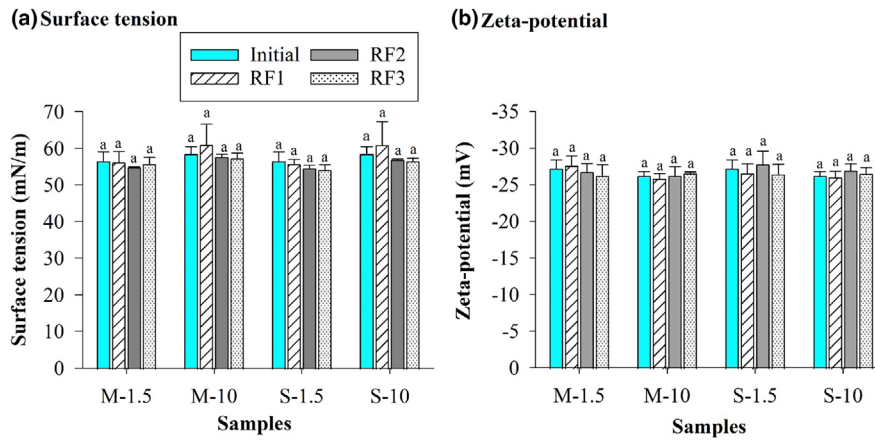 (a) Surface tension
Initial RF2
RF1 RF3
Surface tension (mN/m)
70
60
50
40
30
20
10
0
a a a a a a a a a a a a a a a a
M-1.5 M-10 S-1.5 S-10
Samples
(b) Zeta-potential
Zeta-potential (mV)
-35
-30
-25
-20
-15
-10
-5
0
a a a a a a a a a a a a a a a a
M-1.5 M-10 S-1.5 S-10
Samples